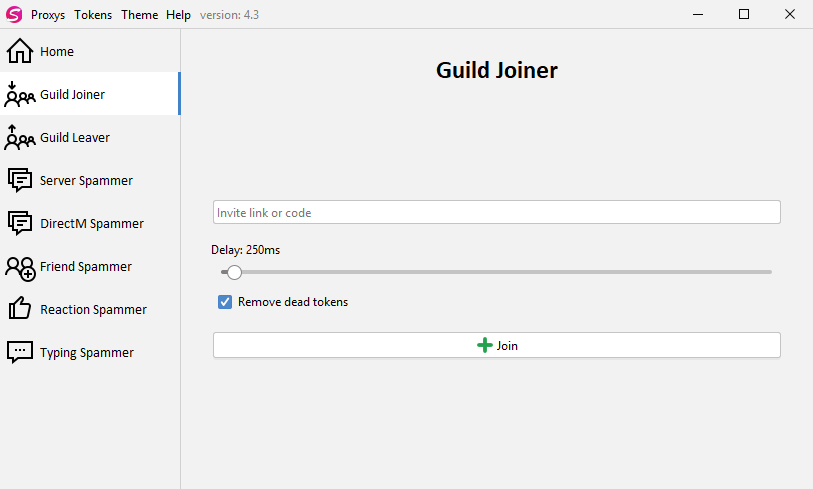 Proxys Tokens Theme Help version: 4.3
Home
Guild Joiner
Guild Leaver
Server Spammer
DirectM Spammer
Friend Spammer
Reaction Spammer
Typing Spammer
Guild Joiner
Invite link or code
Delay: 250ms
Remove dead tokens
Join